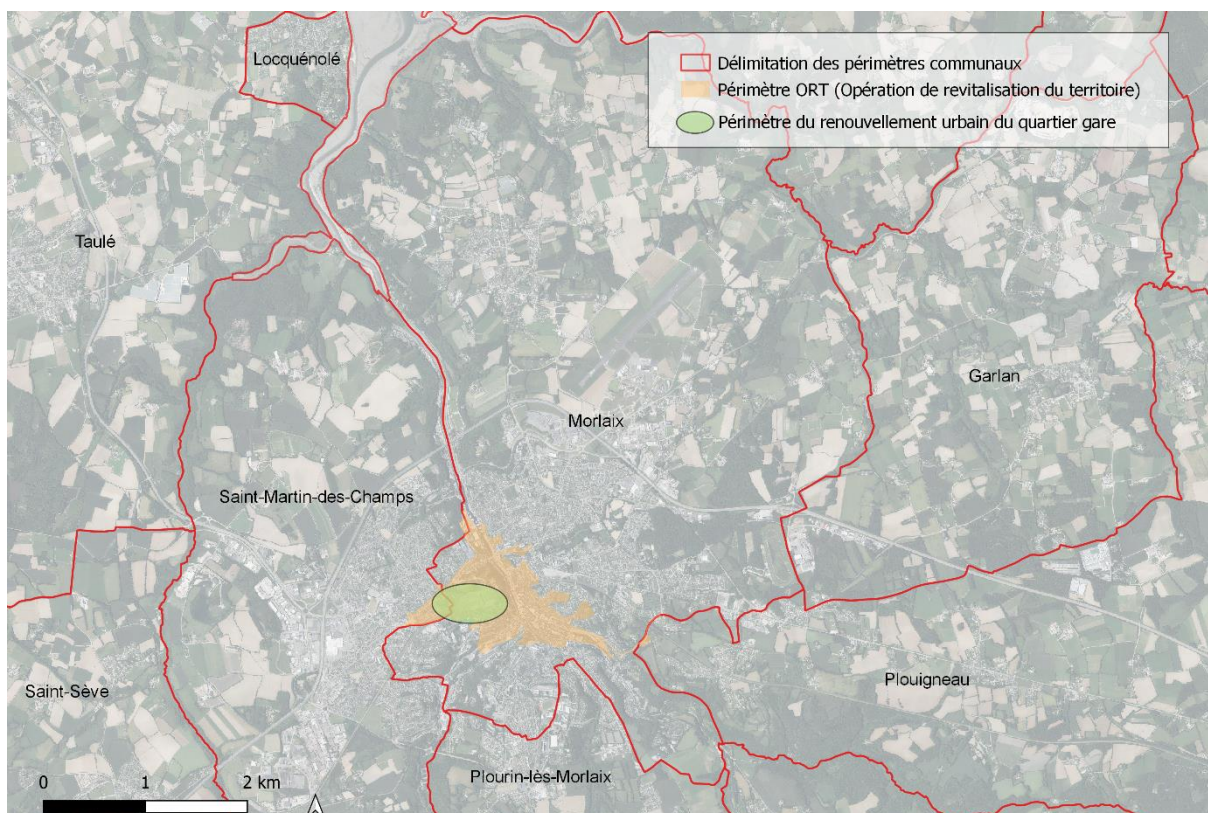 Locquénolé
Délimitation des périmètres communaux
Périmètre ORT (Opération de revitalisation du territoire)
Périmètre du renouvellement urbain du quartier gare
Taulé
Garlan
Morlaix
Saint-Martin-des-Champs
Saint-Sève
Plouigneau
Plourin-lès-Morlaix
0 1 2 km